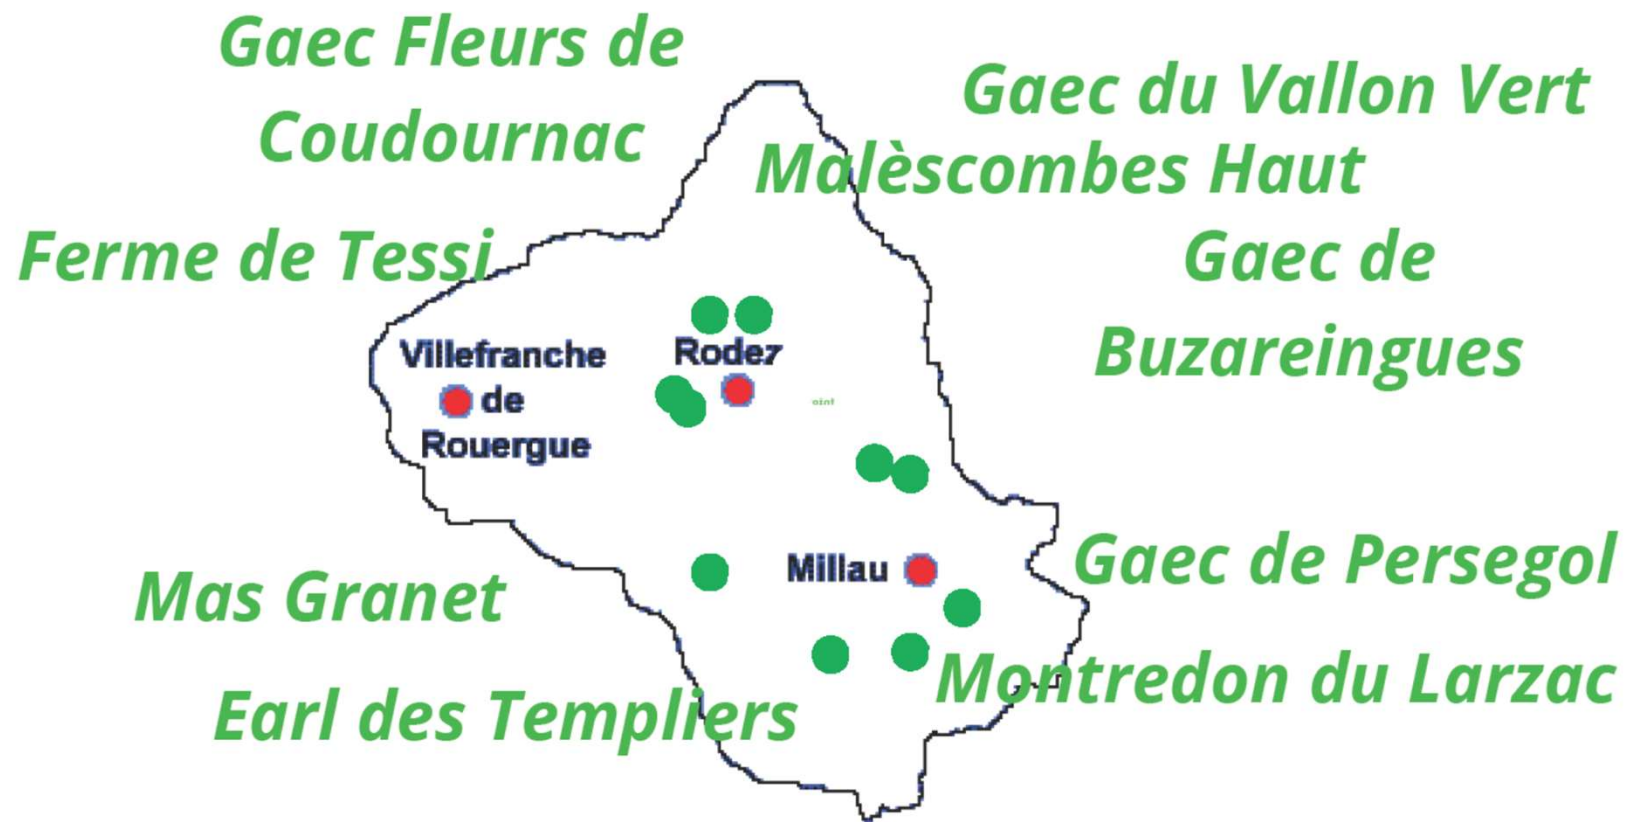 Gaec Fleurs de
Coudournac
Gaec du Vallon Vert
Malèscombes Haut
Ferme de Tessi
Gaec de
Buzareingues
Villefranche
de
Rouergue
Rodez
Millau
Gaec de Persegol
Mas Granet
Montredon du Larzac
Earl des Templiers